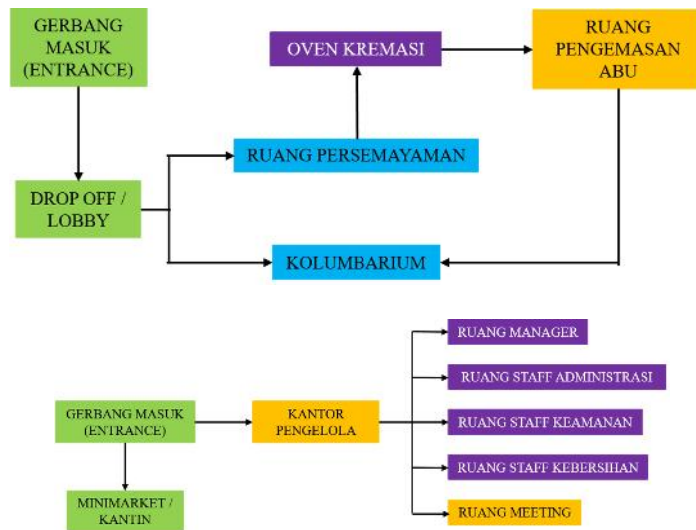 GERBANG
MASUK
(ENTRANCE)
OVEN KREMASI
RUANG
PENGEMASAN
ABU
RUANG PERSEMAYAMAN
DROP OFF /
LOBBY
KOLUMBARIUM
RUANG MANAGER
RUANG STAFF ADMINISTRASI
GERBANG MASUK
(ENTRANCE)
KANTOR
PENGELOLA
RUANG STAFF KEAMANAN
RUANG STAFF KEBERSIHAN
MINIMARKET /
KANTIN
RUANG MEETING